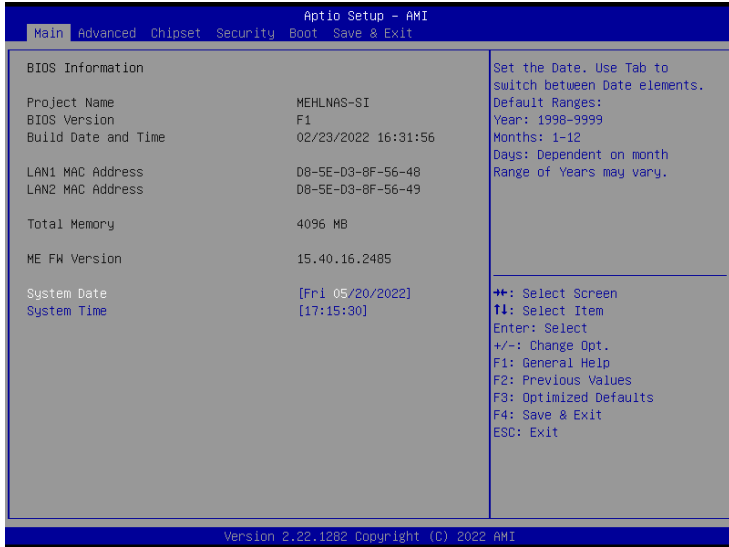 Aptio Setup – AMI
Main Advanced Chipset Security Boot Save & Exit
BIOS Information
Project Name MEHLNAS-SI
BIOS Version F1
Build Date and Time 02/23/2022 16:31:56
LAN1 MAC Address D8-5E-D3-8F-56-48
LAN2 MAC Address D8-5E-D3-8F-56-49
Total Memory 4096 MB
ME FW Version 15.40.16.2485
System Date [Fri 05/20/2022]
System Time [17:15:30]
Set the Date. Use Tab to
switch between Date elements.
Default Ranges:
Year: 1998-9999
Months: 1-12
Days: Dependent on month
Range of Years may vary.
→←: Select Screen
↑↓: Select Item
Enter: Select
+/-: Change Opt.
F1: General Help
F2: Previous Values
F3: Optimized Defaults
F4: Save & Exit
ESC: Exit
Version 2.22.1282 Copyright (C) 2022 AMI